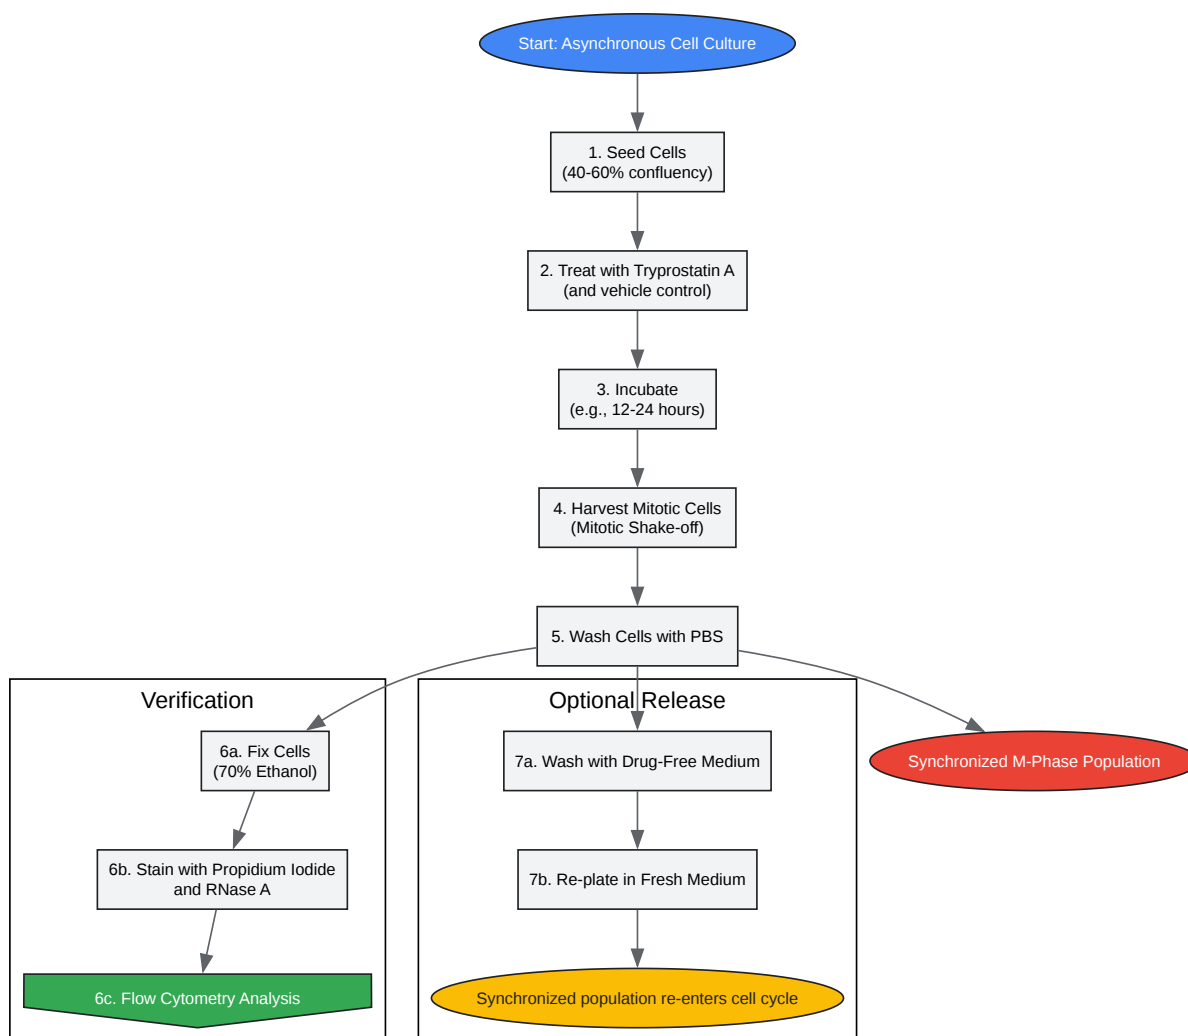 Start: Asynchronous Cell Culture
1. Seed Cells
(40-60% confluency)
2. Treat with Tryprostatin A
(and vehicle control)
3. Incubate
(e.g., 12-24 hours)
4. Harvest Mitotic Cells
(Mitotic Shake-off)
5. Wash Cells with PBS
Verification
6a. Fix Cells
(70% Ethanol)
6b. Stain with Propidium Iodide
and RNase A
6c. Flow Cytometry Analysis
Optional Release
7a. Wash with Drug-Free Medium
7b. Re-plate in Fresh Medium
Synchronized population re-enters cell cycle
Synchronized M-Phase Population